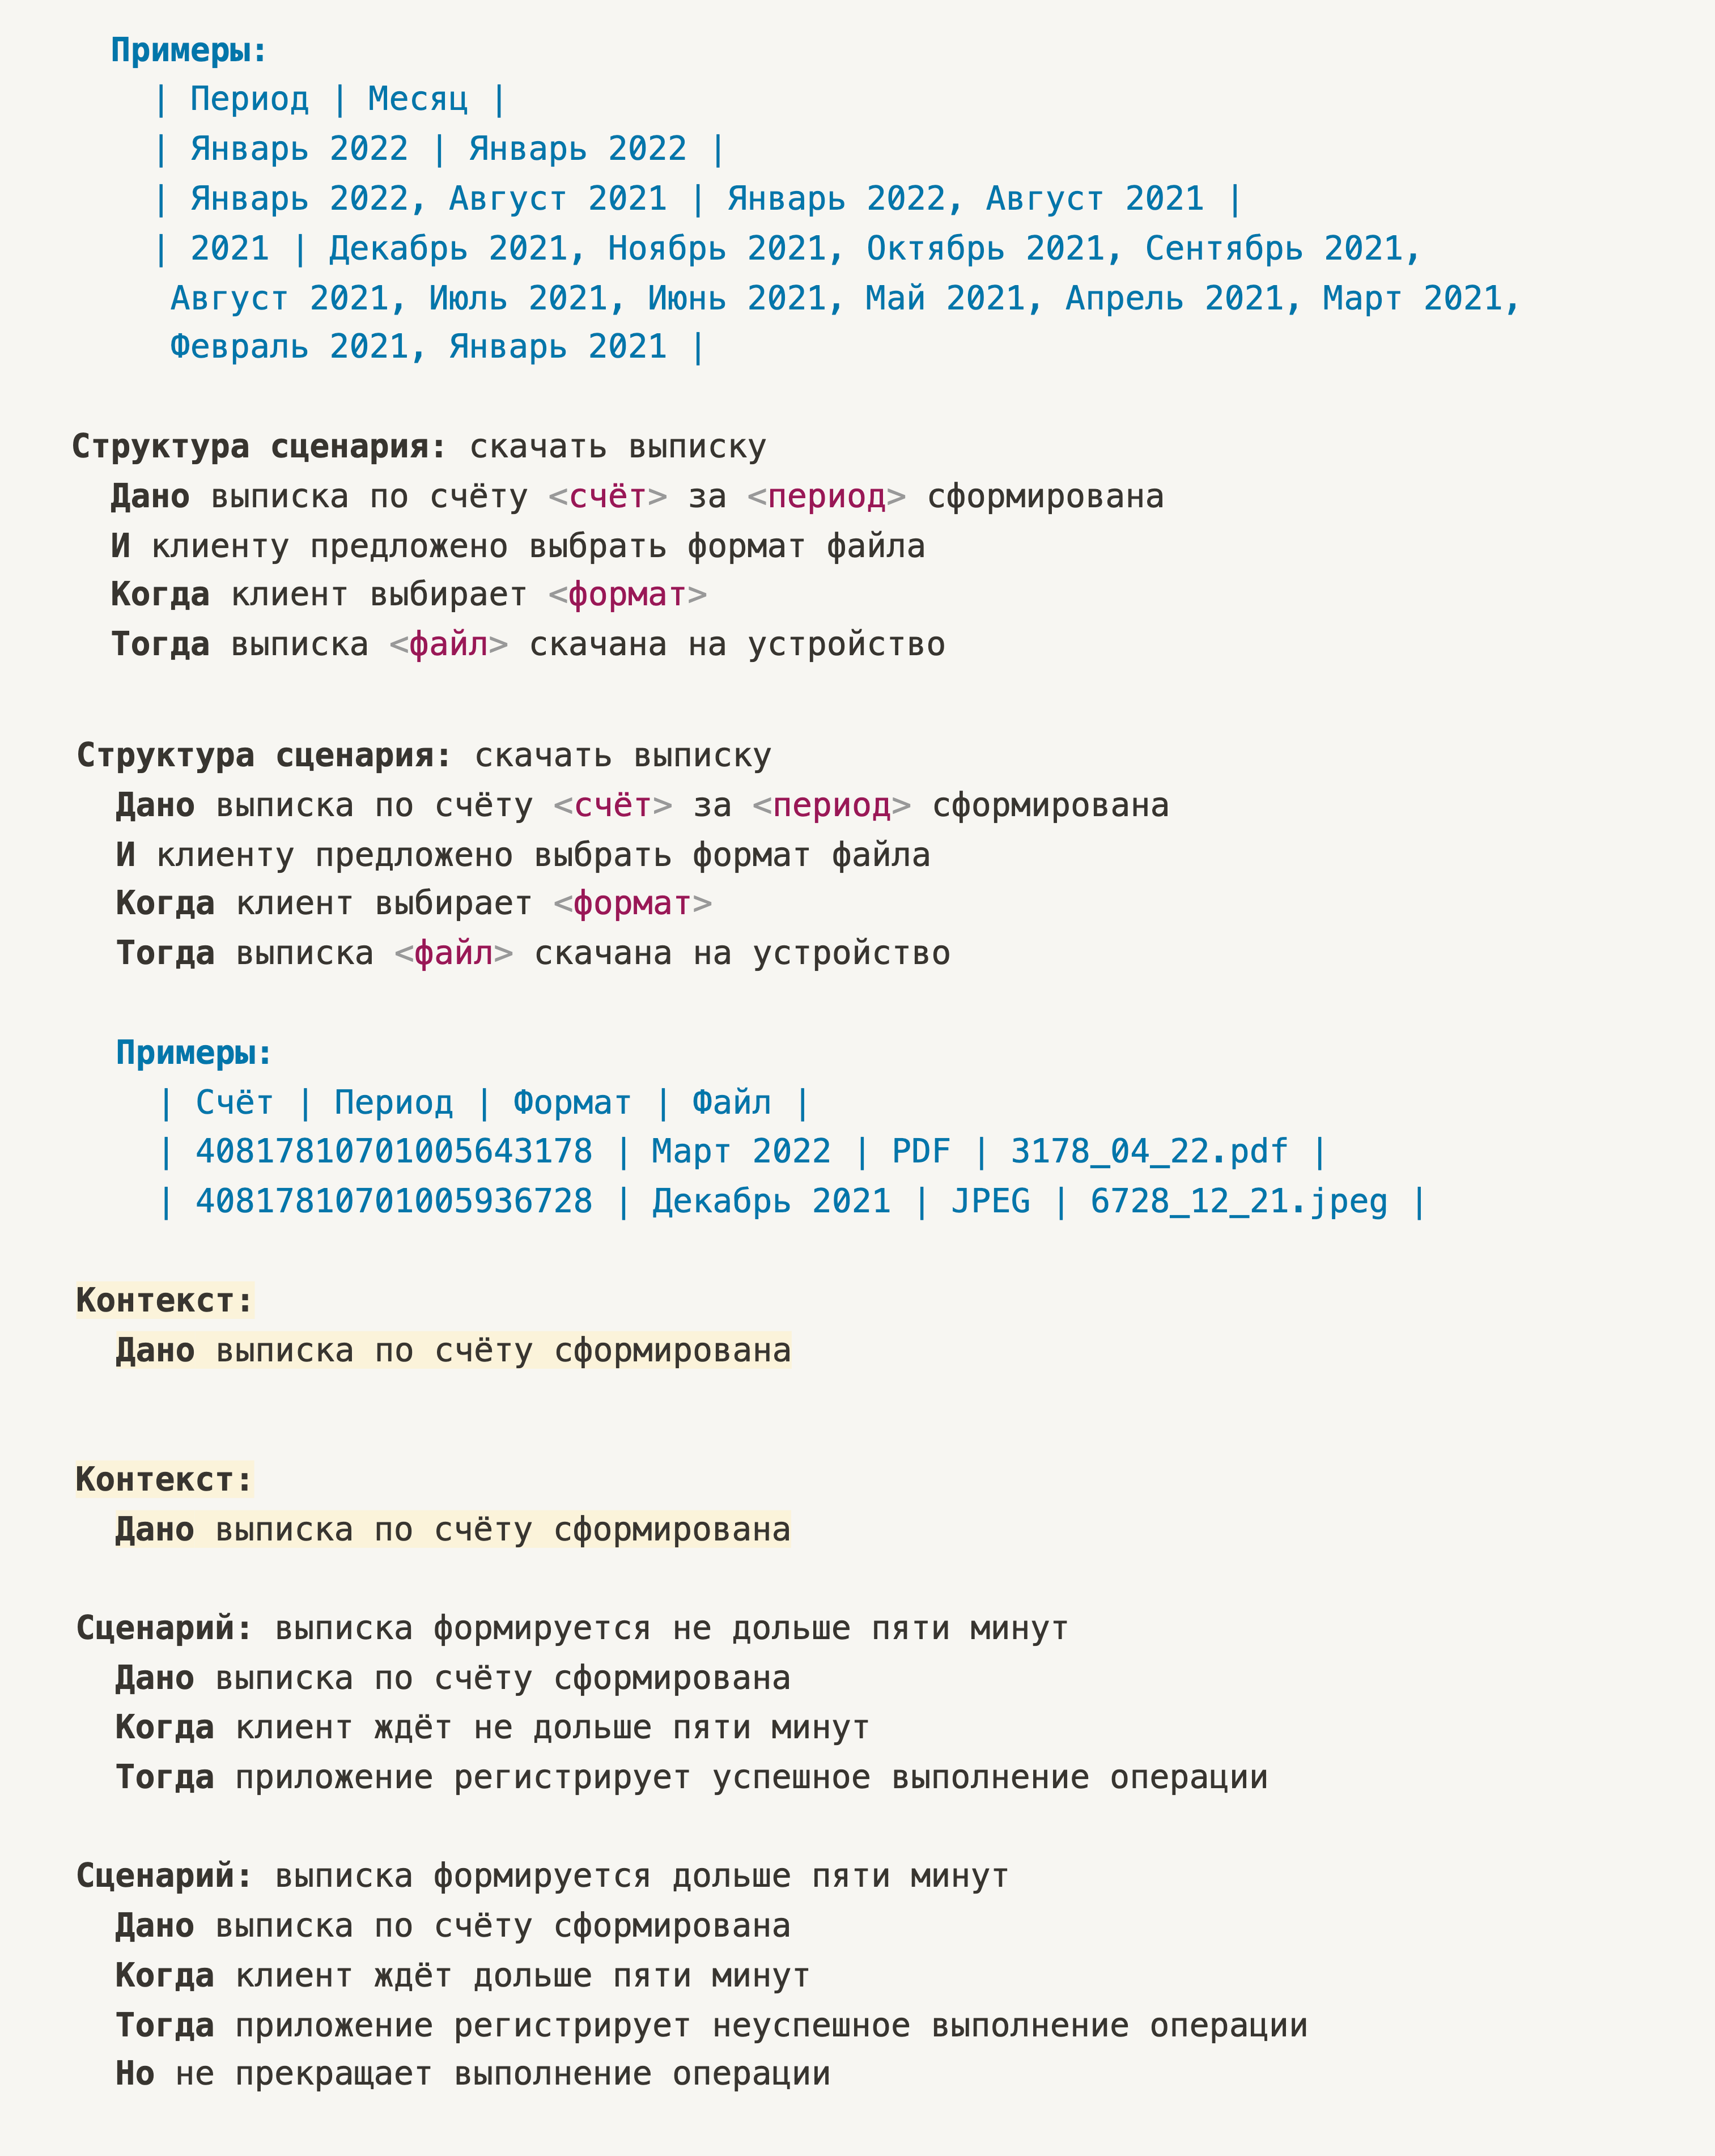 Примеры:
| Период | Месяц |
| Январь 2022 | Январь 2022 |
| Январь 2022, Август 2021 | Январь 2022, Август 2021 |
| 2021 | Декабрь 2021, Ноябрь 2021, Октябрь 2021, Сентябрь 2021,
Август 2021, Июль 2021, Июнь 2021, Май 2021, Апрель 2021, Март 2021,
Февраль 2021, Январь 2021 |
Структура сценария: скачать выписку
Дано выписка по счёту <счёт> за <период> сформирована
И клиенту предложено выбрать формат файла
Когда клиент выбирает <формат>
Тогда выписка <файл> скачана на устройство
Структура сценария: скачать выписку
Дано выписка по счёту <счёт> за <период> сформирована
И клиенту предложено выбрать формат файла
Когда клиент выбирает <формат>
Тогда выписка <файл> скачана на устройство
Примеры:
| Счёт | Период | Формат | Файл |
| 40817810701005643178 | Март 2022 | PDF | 3178_04_22.pdf |
| 40817810701005936728 | Декабрь 2021 | JPEG | 6728_12_21.jpeg |
Контекст:
Дано выписка по счёту сформирована
Контекст:
Дано выписка по счёту сформирована
Сценарий: выписка формируется не дольше пяти минут
Дано выписка по счёту сформирована
Когда клиент ждёт не дольше пяти минут
Тогда приложение регистрирует успешное выполнение операции
Сценарий: выписка формируется дольше пяти минут
Дано выписка по счёту сформирована
Когда клиент ждёт дольше пяти минут
Тогда приложение регистрирует неуспешное выполнение операции
Но не прекращает выполнение операции